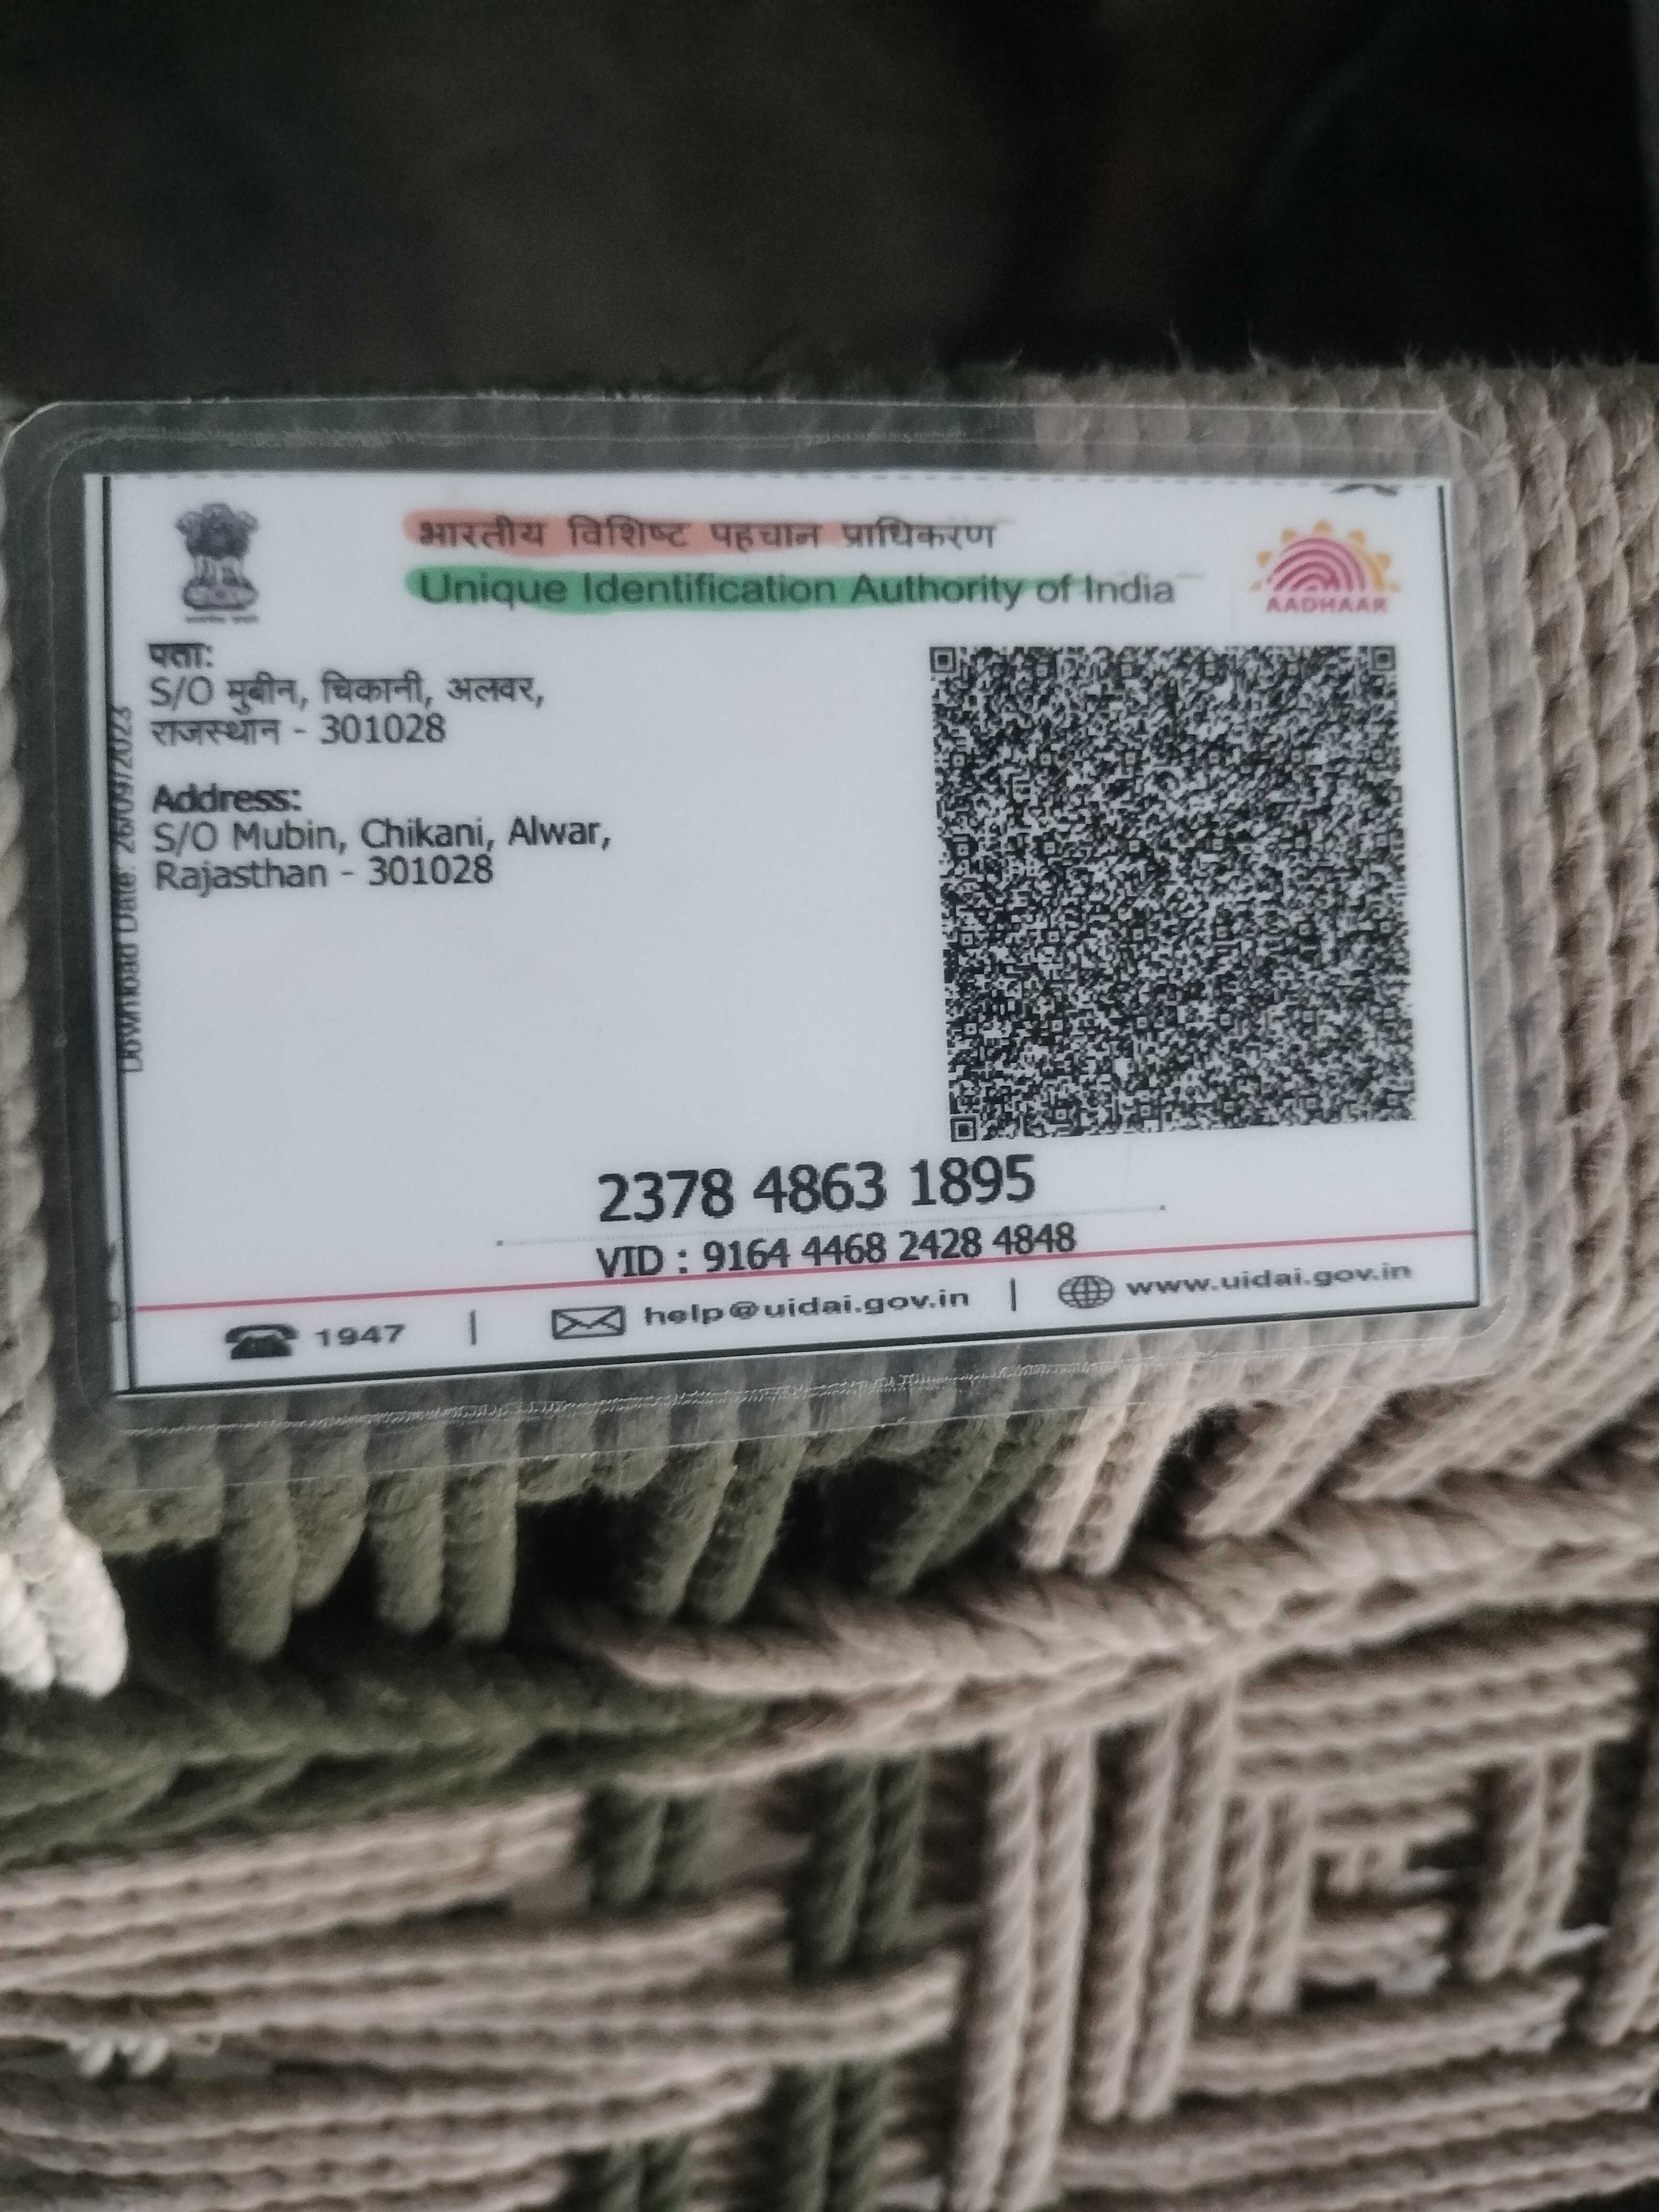 भारतीय विशिष्ट पहचान प्राधिकरण
Unique Identification Authority of India
AADHAAR
पता:
S/O मुबीन, चिकानी, अलवर,
राजस्थान - 301028
Address:
S/O Mubin, Chikani, Alwar,
Rajasthan - 301028
Download Date: 26/09/2023
2378 4863 1895
VID : 9164 4468 2428 4848
1947 | help@uidai.gov.in | www.uidai.gov.in